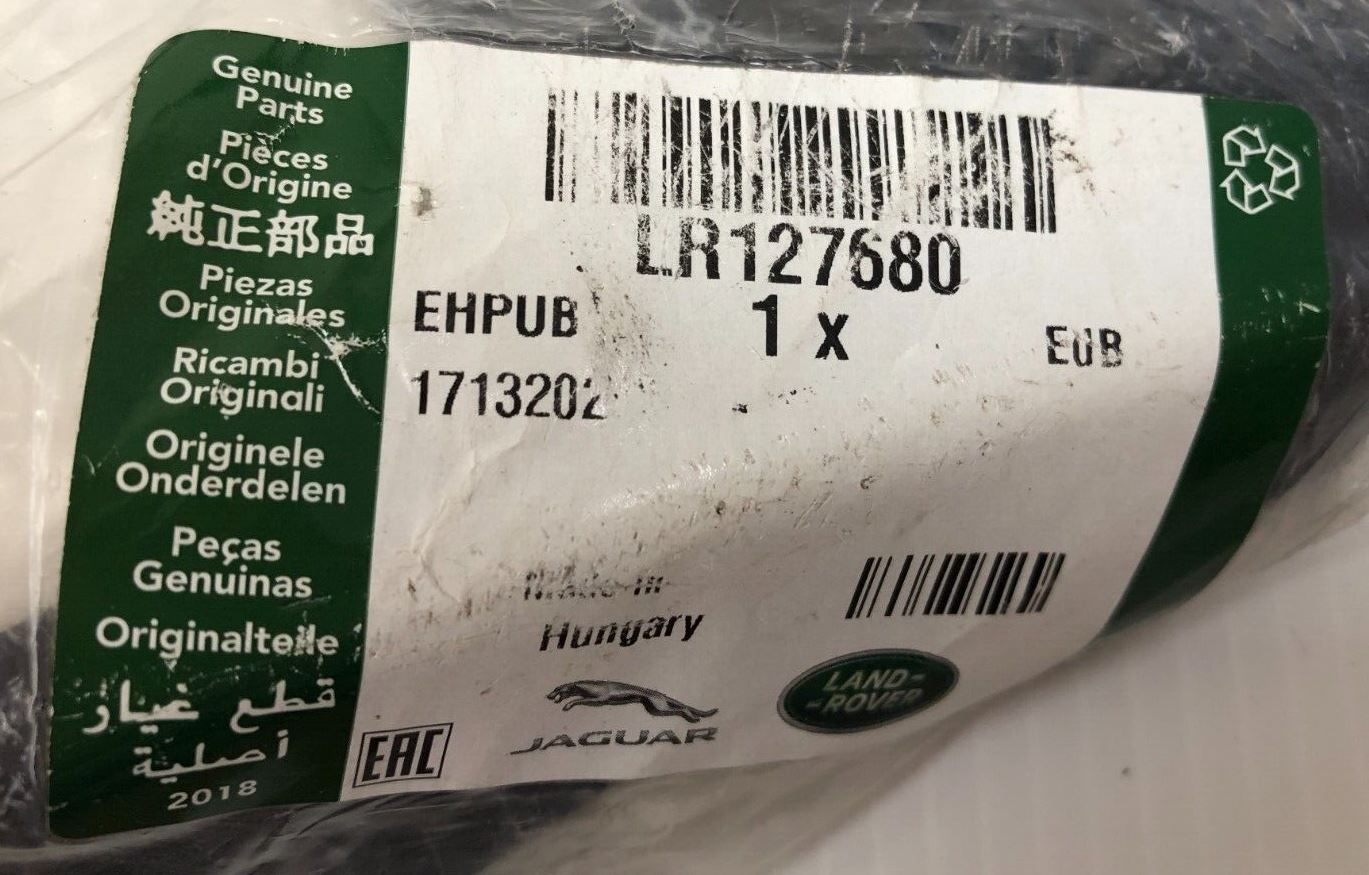 Genuine
Parts
Pièces
d'Origine
純正部品
Piezas
Originales
Ricambi
Originali
Originele
Onderdelen
Peças
Genuinas
Originalteile
قطع غيار
أصلية
2018
LR127680
EHPUB
1 x
EUB
1713202
Made in
Hungary
EAC
JAGUAR
LAND-
-ROVER